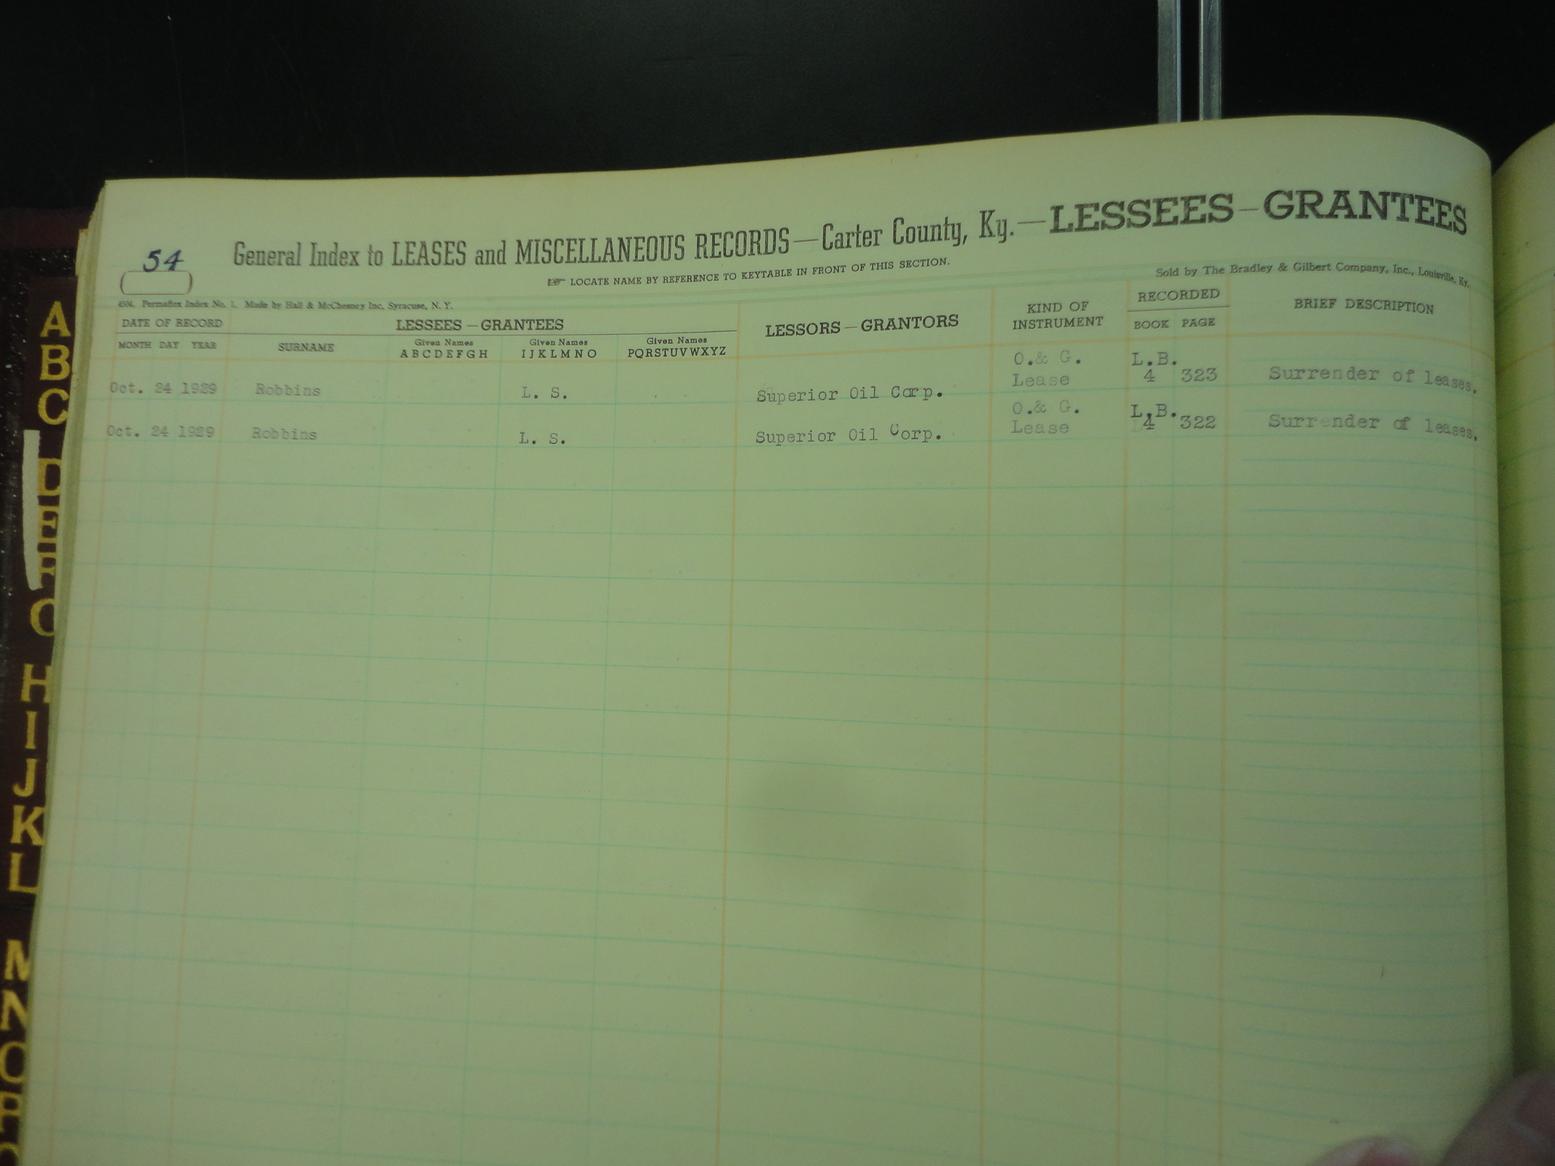 54
General Index to LEASES and MISCELLANEOUS RECORDS—Carter County, Ky.—LESSEES—GRANTEES
LOCATE NAME BY REFERENCE TO KEYTABLE IN FRONT OF THIS SECTION.
Sold by The Bradley & Gilbert Company, Inc., Louisville, Ky.
Permaflex Index No. 1. Made by Hall & McChesney Inc. Syracuse, N. Y.
DATE OF RECORD LESSEES—GRANTEES LESSORS—GRANTORS KIND OF INSTRUMENT RECORDED BRIEF DESCRIPTION
MONTH DAY YEAR SURNAME Given Names ABCDEFGH Given Names IJKLMNO Given Names PQRSTUVWXYZ BOOK PAGE
O.& G. L.B.
Oct. 24 1929 Robbins L. S. Superior Oil Corp. Lease 4 323 Surrender of leases.
O.& G. L.B.
Oct. 24 1929 Robbins L. S. Superior Oil Corp. Lease 4 322 Surrender of leases.
A
B
C
D
E
F
G
H
I
J
K
L
M
N
O
P